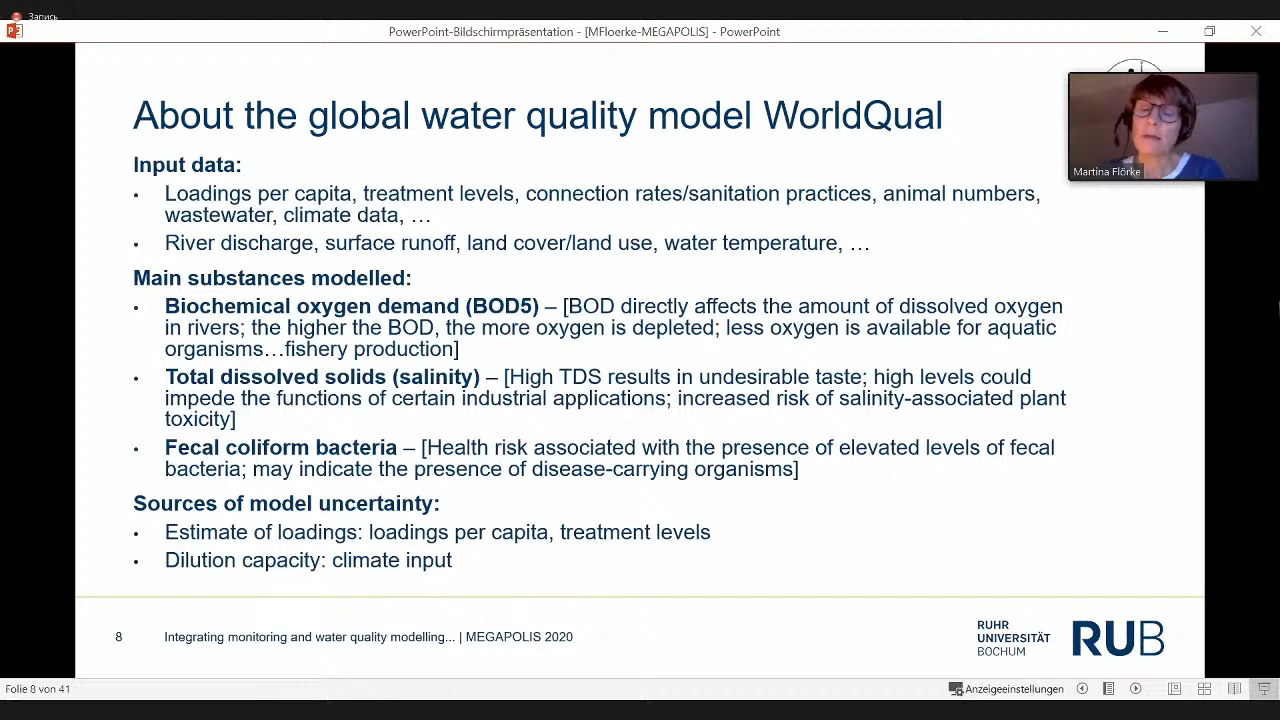 Запись
PowerPoint-Bildschirmpräsentation - [MFloerke-MEGAPOLIS] - PowerPoint
About the global water quality model WorldQual
Martina Flörke
Input data:
• Loadings per capita, treatment levels, connection rates/sanitation practices, animal numbers,
wastewater, climate data, …
• River discharge, surface runoff, land cover/land use, water temperature, …
Main substances modelled:
• Biochemical oxygen demand (BOD5) – [BOD directly affects the amount of dissolved oxygen
in rivers; the higher the BOD, the more oxygen is depleted; less oxygen is available for aquatic
organisms…fishery production]
• Total dissolved solids (salinity) – [High TDS results in undesirable taste; high levels could
impede the functions of certain industrial applications; increased risk of salinity-associated plant
toxicity]
• Fecal coliform bacteria – [Health risk associated with the presence of elevated levels of fecal
bacteria; may indicate the presence of disease-carrying organisms]
Sources of model uncertainty:
• Estimate of loadings: loadings per capita, treatment levels
• Dilution capacity: climate input
8
Integrating monitoring and water quality modelling... | MEGAPOLIS 2020
RUHR
UNIVERSITÄT
BOCHUM
RUB
Folie 8 von 41
Anzeigeeinstellungen